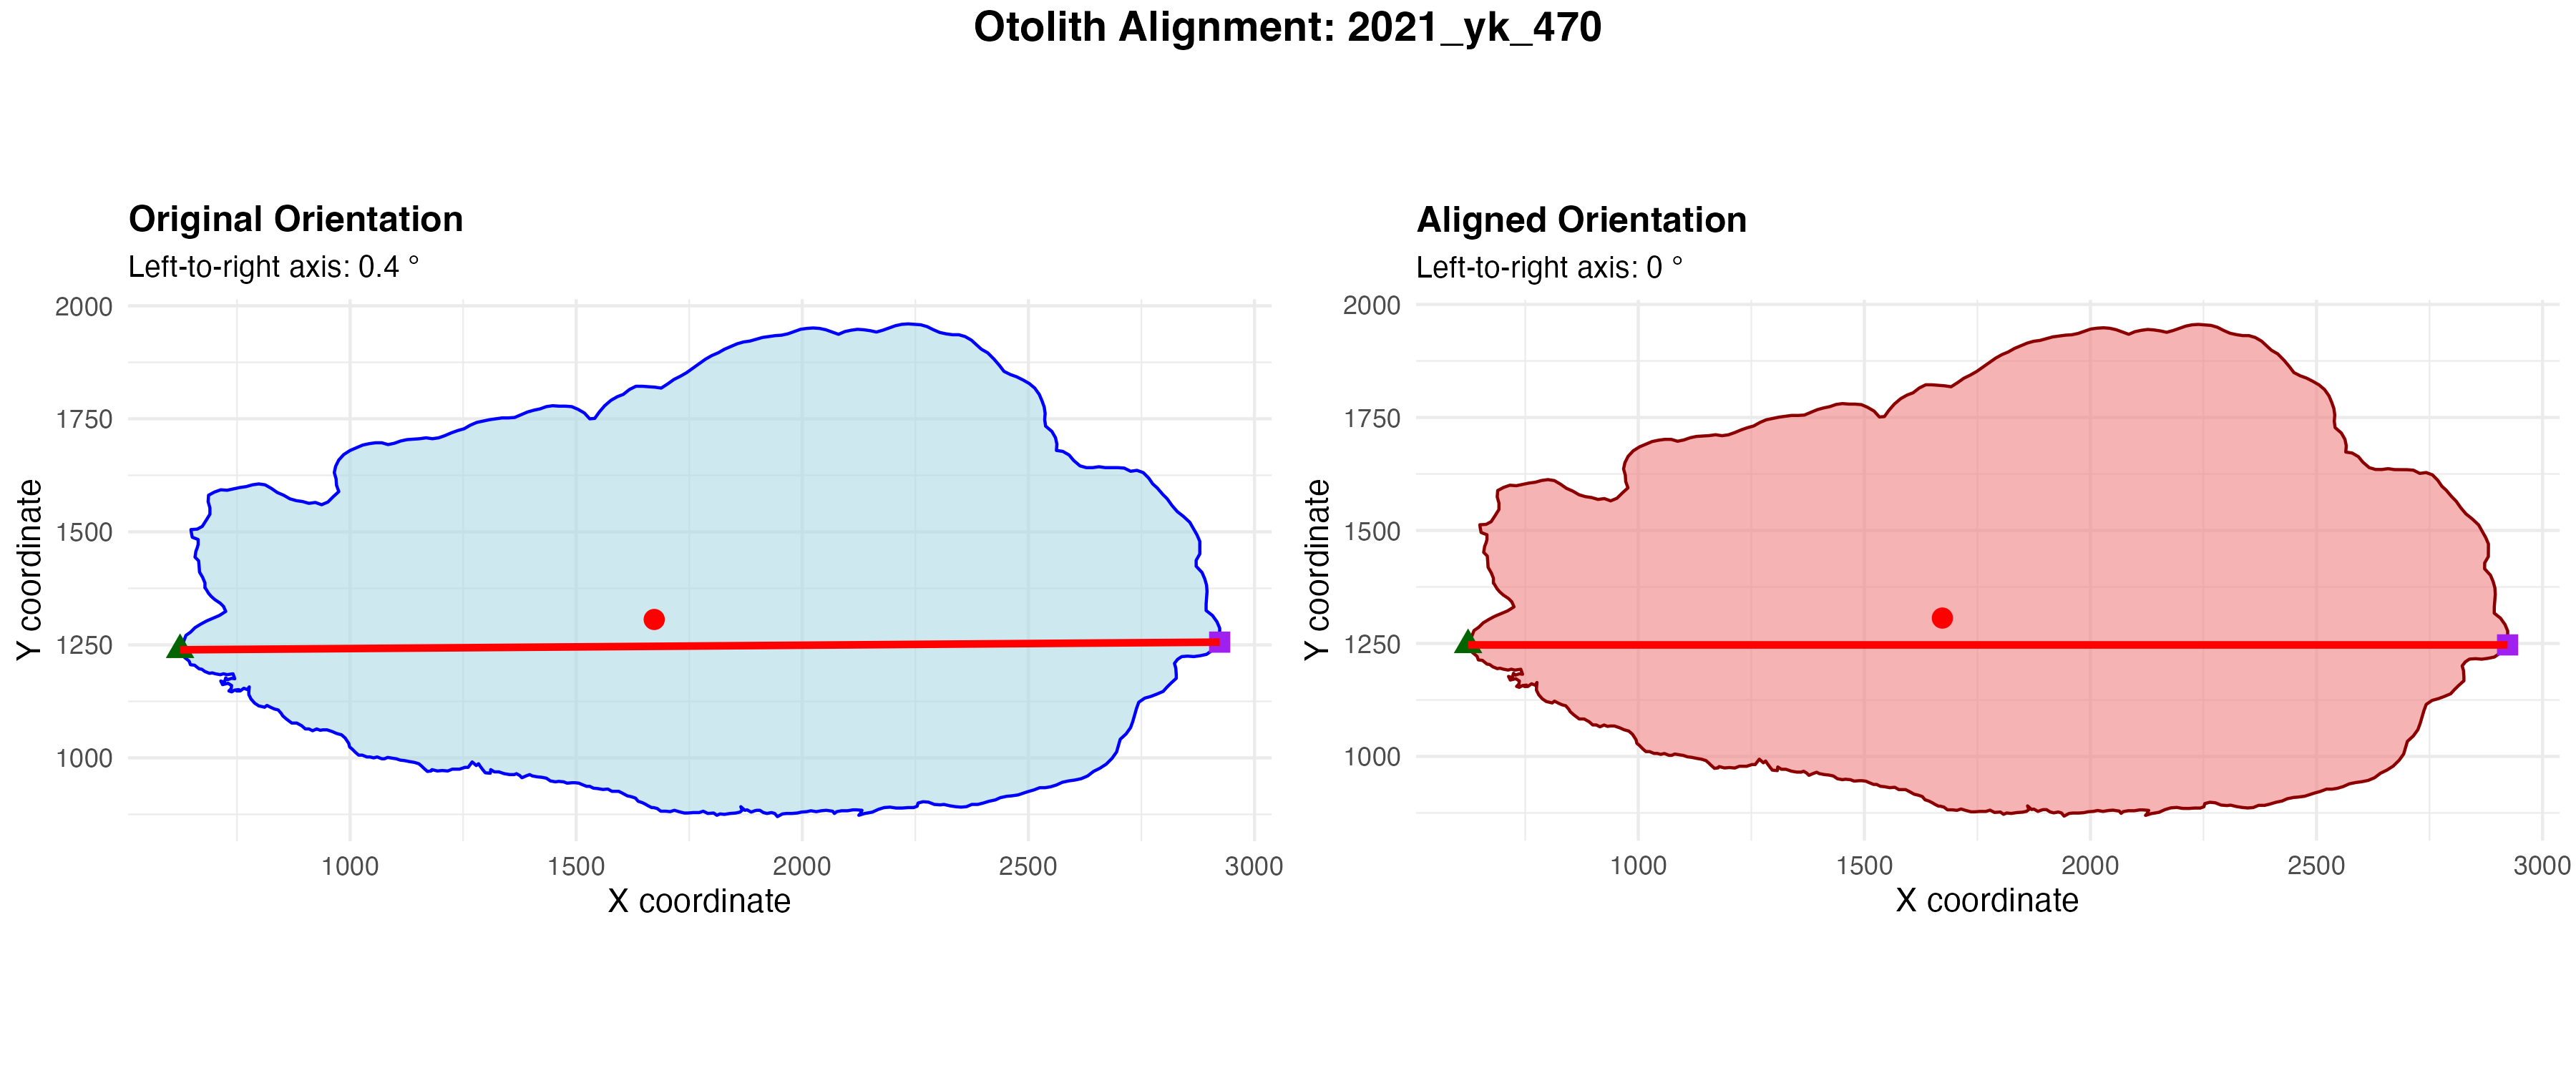 Otolith Alignment: 2021_yk_470
Original Orientation
Left-to-right axis: 0.4 °
2000
1750
1500
1250
1000
Y coordinate
1000 1500 2000 2500 3000
X coordinate
Aligned Orientation
Left-to-right axis: 0 °
2000
1750
1500
1250
1000
Y coordinate
1000 1500 2000 2500 3000
X coordinate